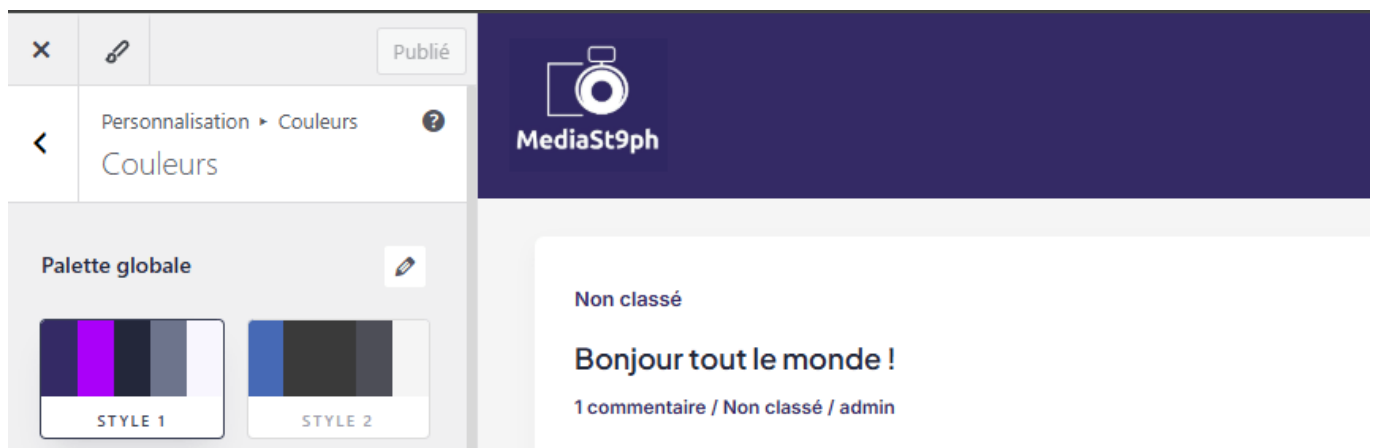 Publié
Personnalisation ▸ Couleurs
Couleurs
Palette globale
STYLE 1
STYLE 2
MediaSt9ph
Non classé
Bonjour tout le monde !
1 commentaire / Non classé / admin